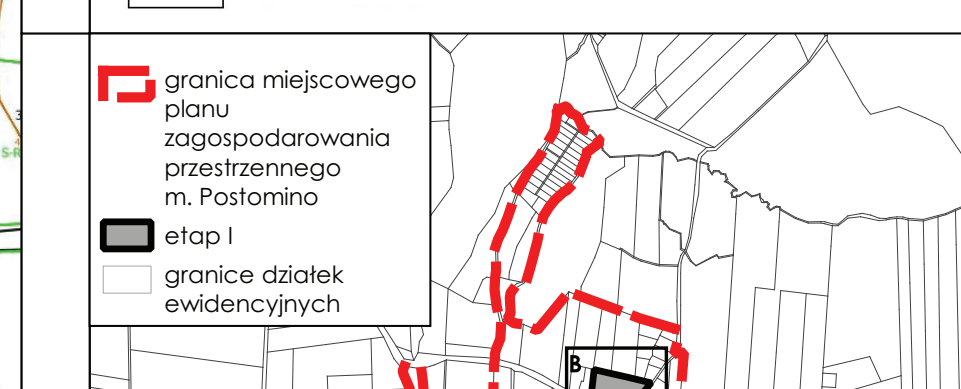 granica miejscowego
planu
zagospodarowania
przestrzennego
m. Postomino
etap I
granice działek
ewidencyjnych
B